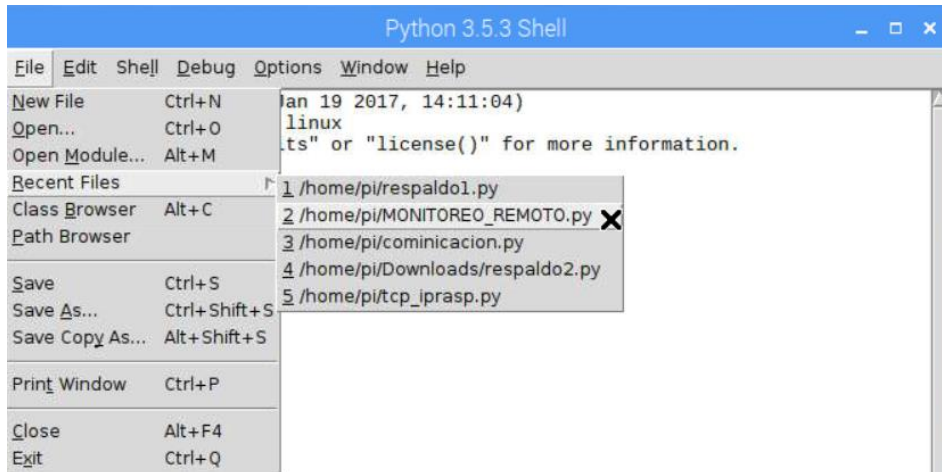 Python 3.5.3 Shell
File Edit Shell Debug Options Window Help
New File Ctrl+N
Open... Ctrl+O
Open Module... Alt+M
Recent Files
Class Browser Alt+C
Path Browser
Save Ctrl+S
Save As... Ctrl+Shift+S
Save Copy As... Alt+Shift+S
Print Window Ctrl+P
Close Alt+F4
Exit Ctrl+Q
Jan 19 2017, 14:11:04)
linux
ts" or "license()" for more information.
1 /home/pi/respaldo1.py
2 /home/pi/MONITOREO_REMOTO.py
3 /home/pi/cominicacion.py
4 /home/pi/Downloads/respaldo2.py
5 /home/pi/tcp_iprasp.py